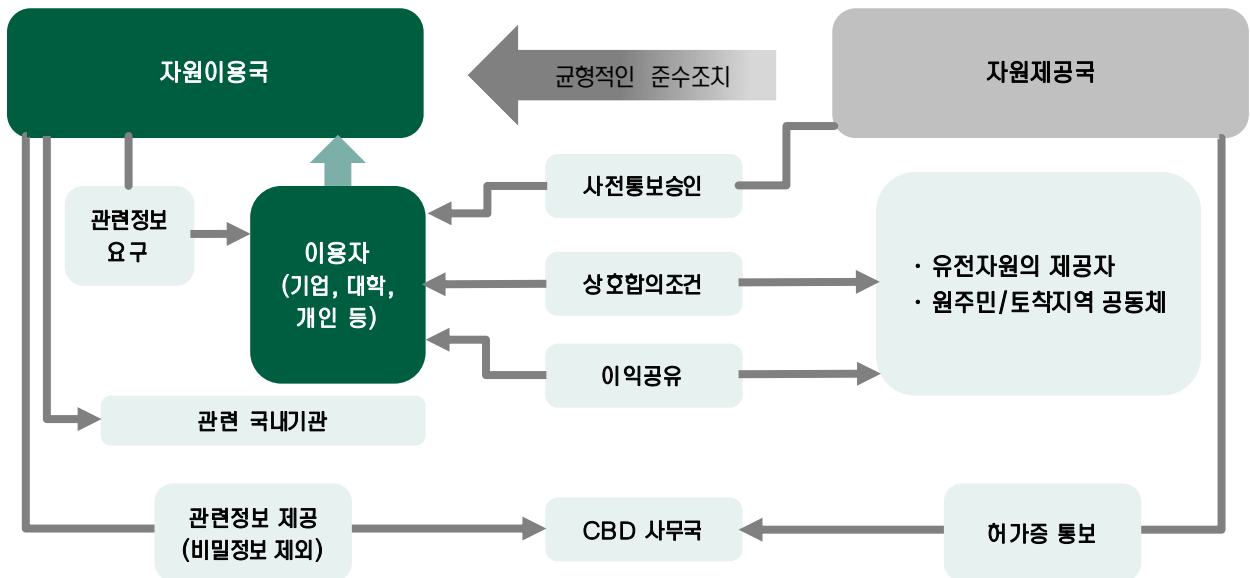 자원이용국
균형적인 준수조치
자원제공국
사전통보승인
관련정보
요구
이용자
(기업, 대학,
개인 등)
상호합의조건
· 유전자원의 제공자
· 원주민/토착지역 공동체
이익공유
관련 국내기관
관련정보 제공
(비밀정보 제외)
CBD 사무국
허가증 통보